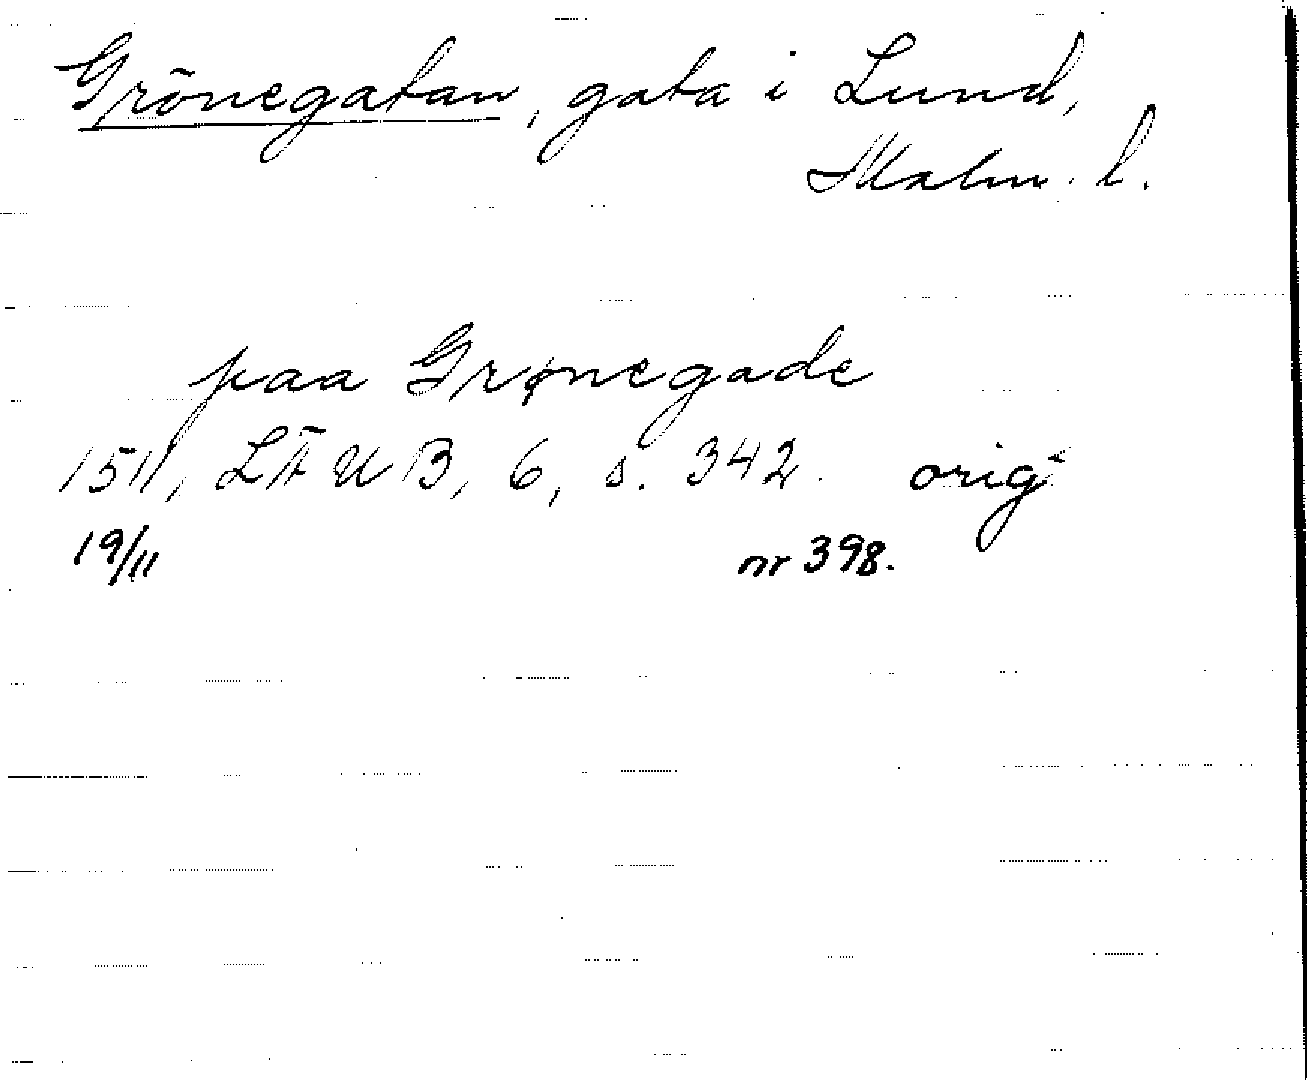 Grönegatan, gata i Lund,
Malm. l.
paa Grønegade
1511, LÄUB, 6, s. 342. orig
19/11 nr 398.